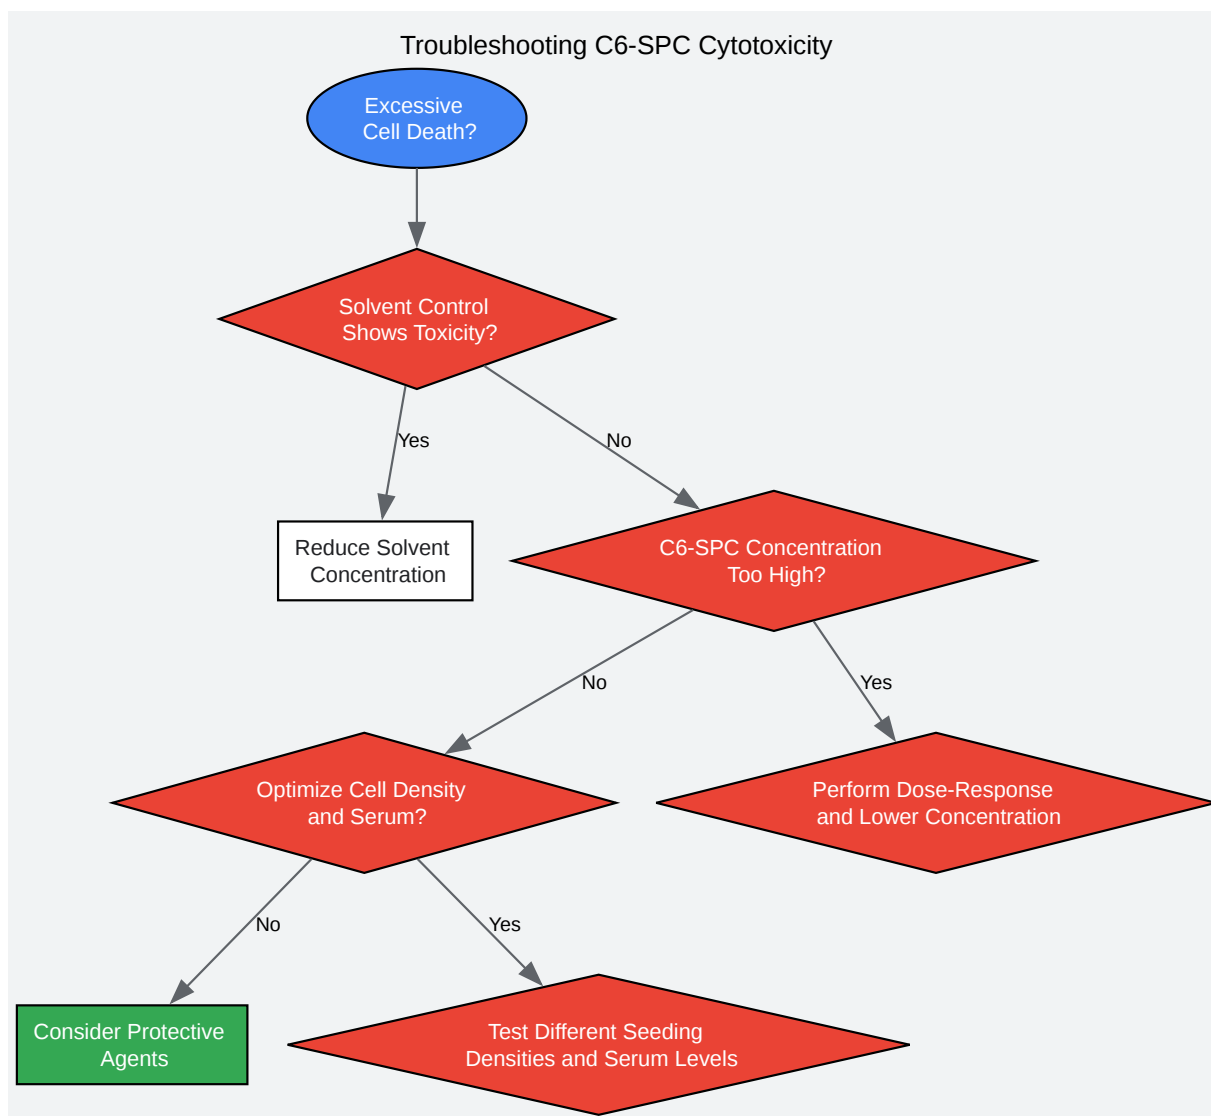 Troubleshooting C6-SPC Cytotoxicity
Excessive
Cell Death?
Solvent Control
Shows Toxicity?
Yes
No
Reduce Solvent
Concentration
C6-SPC Concentration
Too High?
No
Yes
Optimize Cell Density
and Serum?
Perform Dose-Response
and Lower Concentration
No
Yes
Consider Protective
Agents
Test Different Seeding
Densities and Serum Levels